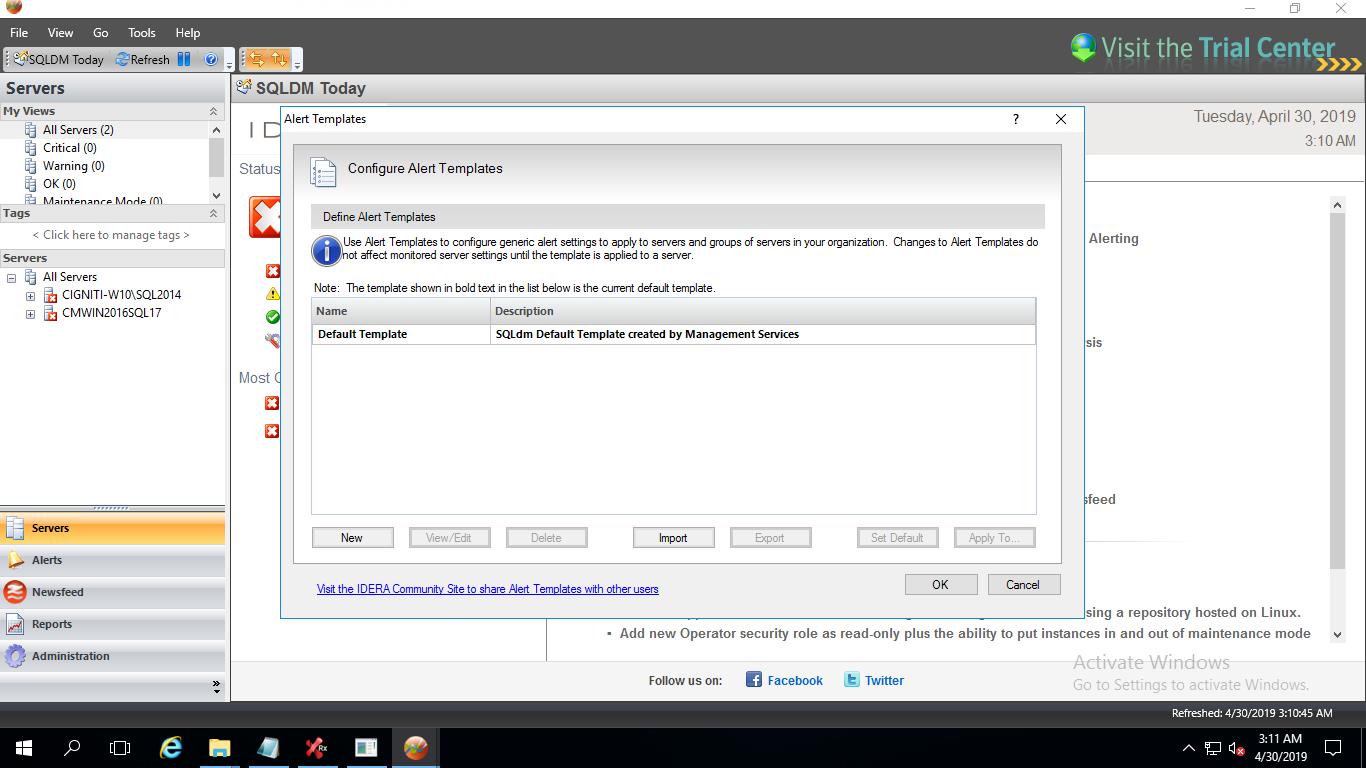 File View Go Tools Help
SQLDM Today Refresh
Visit the Trial Center
Servers
SQLDM Today
My Views
All Servers (2)
Critical (0)
Warning (0)
OK (0)
Maintenance Mode (0)
Tags
< Click here to manage tags >
Servers
All Servers
CIGNITI-W10\SQL2014
CMWIN2016SQL17
Servers
Alerts
Newsfeed
Reports
Administration
Tuesday, April 30, 2019
3:10 AM
I D
Status
Most
Alert Templates
?
Configure Alert Templates
Define Alert Templates
Use Alert Templates to configure generic alert settings to apply to servers and groups of servers in your organization. Changes to Alert Templates do
not affect monitored server settings until the template is applied to a server.
Note: The template shown in bold text in the list below is the current default template.
Name Description
Default Template SQLdm Default Template created by Management Services
New View/Edit Delete Import Export Set Default Apply To...
Visit the IDERA Community Site to share Alert Templates with other users
OK Cancel
Alerting
sis
sfeed
sing a repository hosted on Linux.
▪ Add new Operator security role as read-only plus the ability to put instances in and out of maintenance mode
Follow us on: Facebook Twitter
Activate Windows
Go to Settings to activate Windows.
Refreshed: 4/30/2019 3:10:45 AM
3:11 AM
4/30/2019